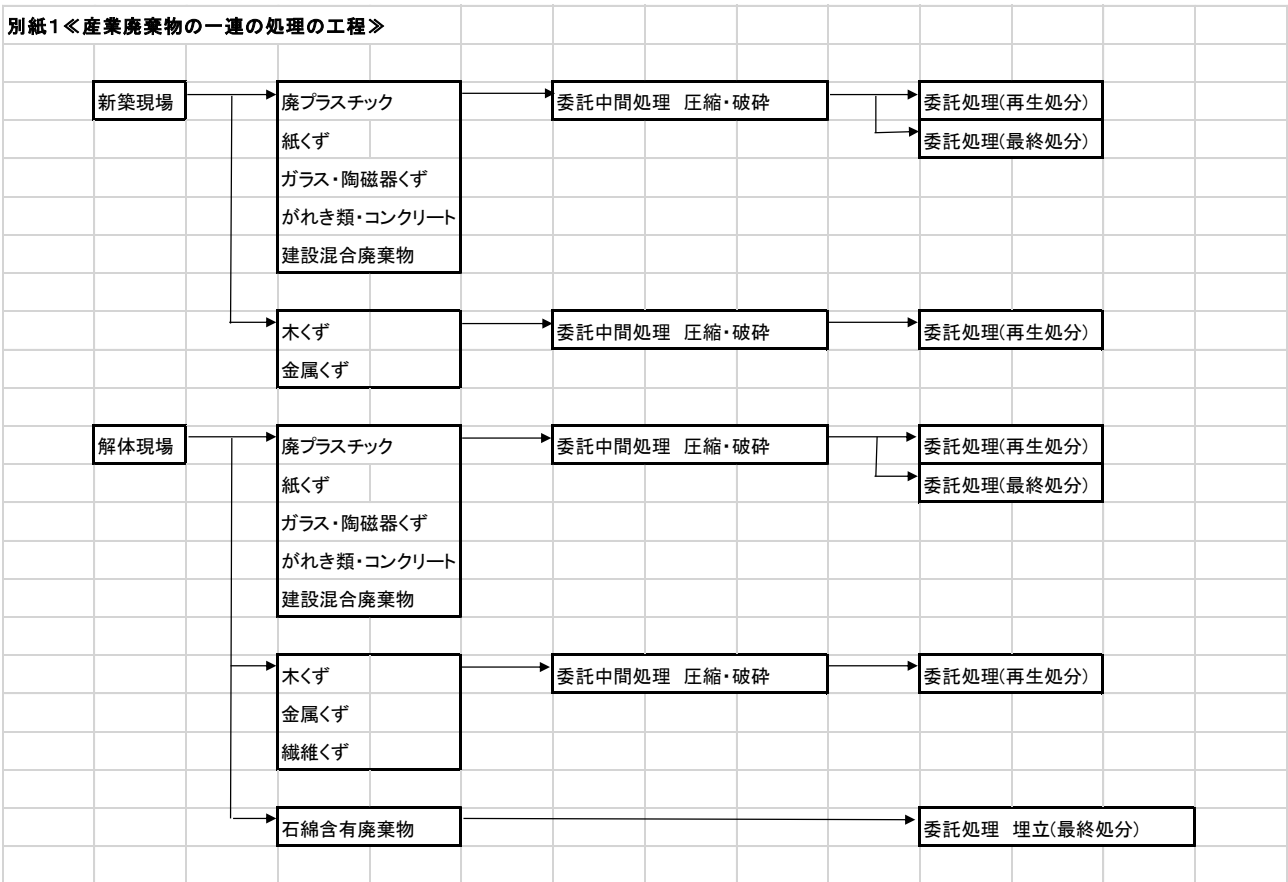 別紙1≪産業廃棄物の一連の処理の工程≫
新築現場 廃プラスチック 委託中間処理 圧縮・破砕 委託処理(再生処分)
紙くず 委託処理(最終処分)
ガラス・陶磁器くず
がれき類・コンクリート
建設混合廃棄物
木くず 委託中間処理 圧縮・破砕 委託処理(再生処分)
金属くず
解体現場 廃プラスチック 委託中間処理 圧縮・破砕 委託処理(再生処分)
紙くず 委託処理(最終処分)
ガラス・陶磁器くず
がれき類・コンクリート
建設混合廃棄物
木くず 委託中間処理 圧縮・破砕 委託処理(再生処分)
金属くず
繊維くず
石綿含有廃棄物 委託処理 埋立(最終処分)